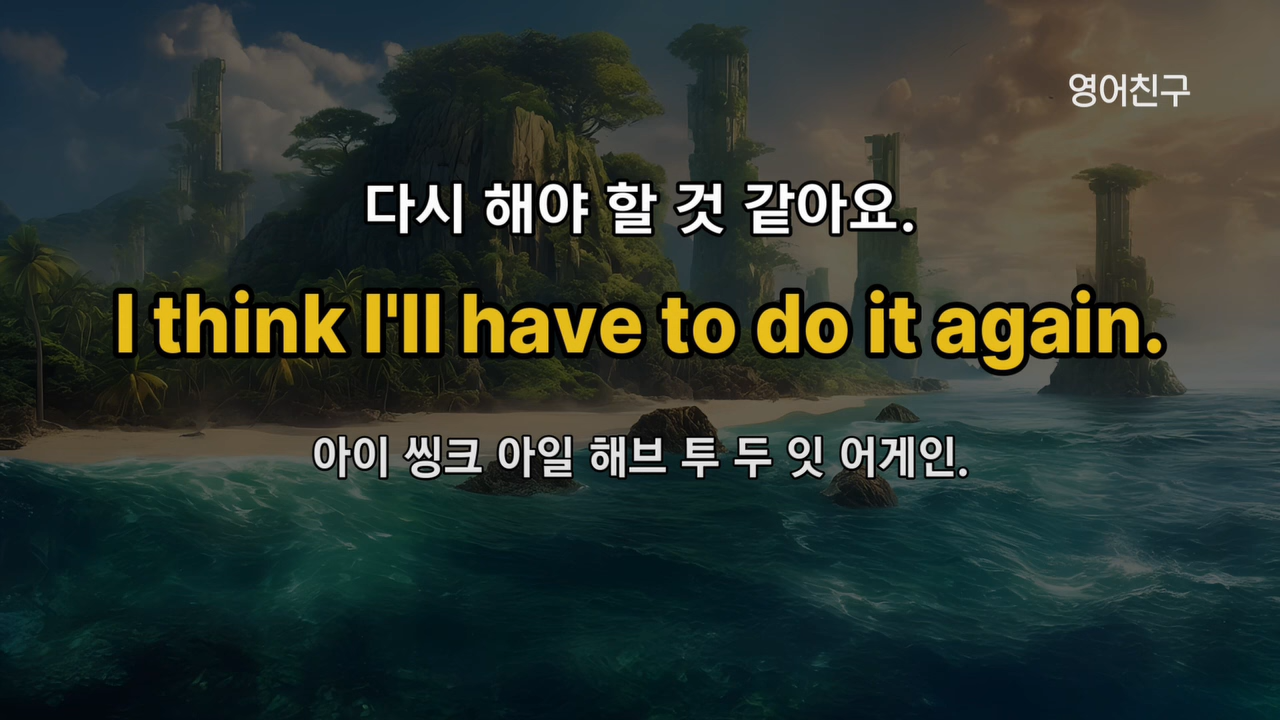 영어친구
다시 해야 할 것 같아요.
I think I'll have to do it again.
아이 씽크 아일 해브 투 두 잇 어게인.